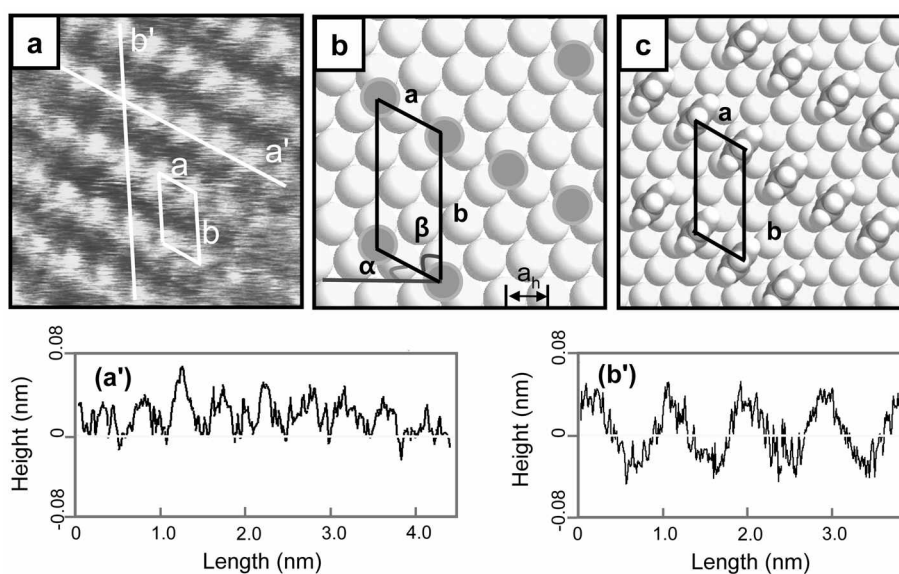 a
b'
a'
a
b
b
a
b
α
β
a_h
c
a
b
(a')
Height (nm)
0.08
0
-0.08
0
1.0
2.0
3.0
4.0
Length (nm)
(b')
Height (nm)
0.08
0
-0.08
0
1.0
2.0
3.0
Length (nm)